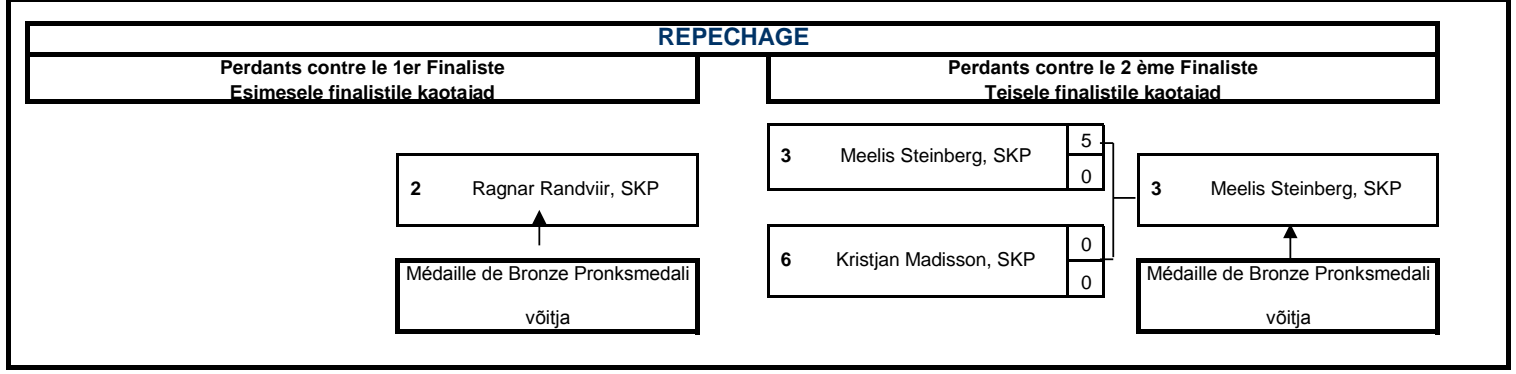 REPECHAGE
Perdants contre le 1er Finaliste
Esimesele finalistile kaotajad
Perdants contre le 2 ème Finaliste
Teisele finalistile kaotajad
3 Meelis Steinberg, SKP 5
0
2 Ragnar Randviir, SKP
3 Meelis Steinberg, SKP
6 Kristjan Madisson, SKP 0
0
Médaille de Bronze Pronksmedali
võitja
Médaille de Bronze Pronksmedali
võitja